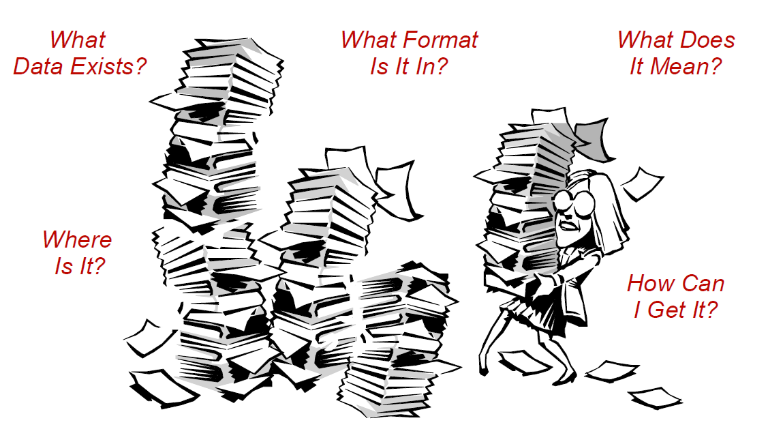 What
Data Exists?
What Format
Is It In?
What Does
It Mean?
Where
Is It?
How Can
I Get It?